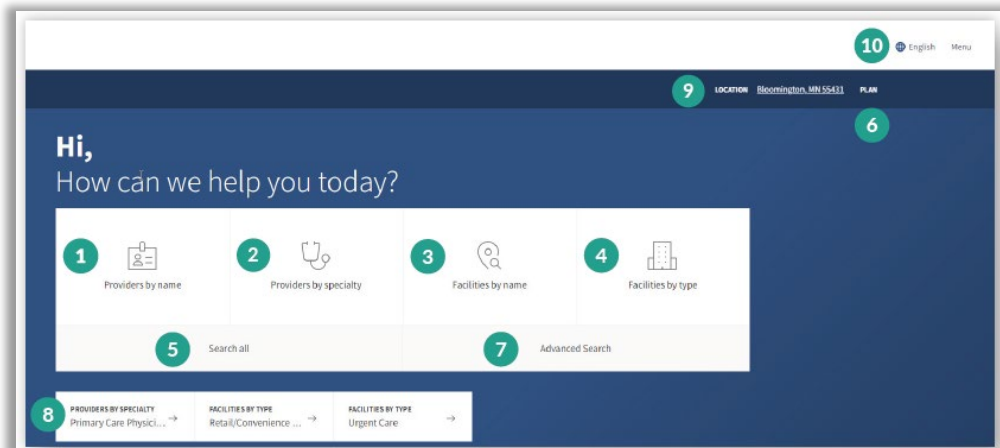 10 English Menu
9 LOCATION Bloomington, MN 55431 PLAN
6
Hi,
How can we help you today?
1 2 3 4
Providers by name Providers by specialty Facilities by name Facilities by type
5 Search all 7 Advanced Search
8
PROVIDERS BY SPECIALTY FACILITIES BY TYPE FACILITIES BY TYPE
Primary Care Physici... → Retail/Convenience ... → Urgent Care →